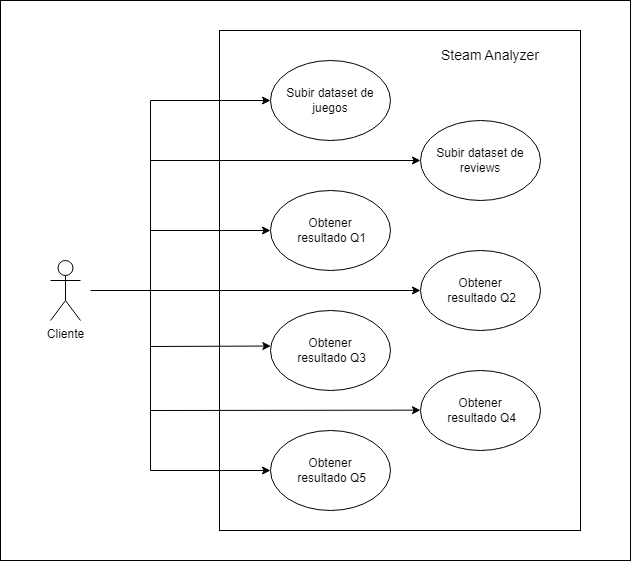 Steam Analyzer
Subir dataset de
juegos
Subir dataset de
reviews
Obtener
resultado Q1
Obtener
resultado Q2
Cliente
Obtener
resultado Q3
Obtener
resultado Q4
Obtener
resultado Q5